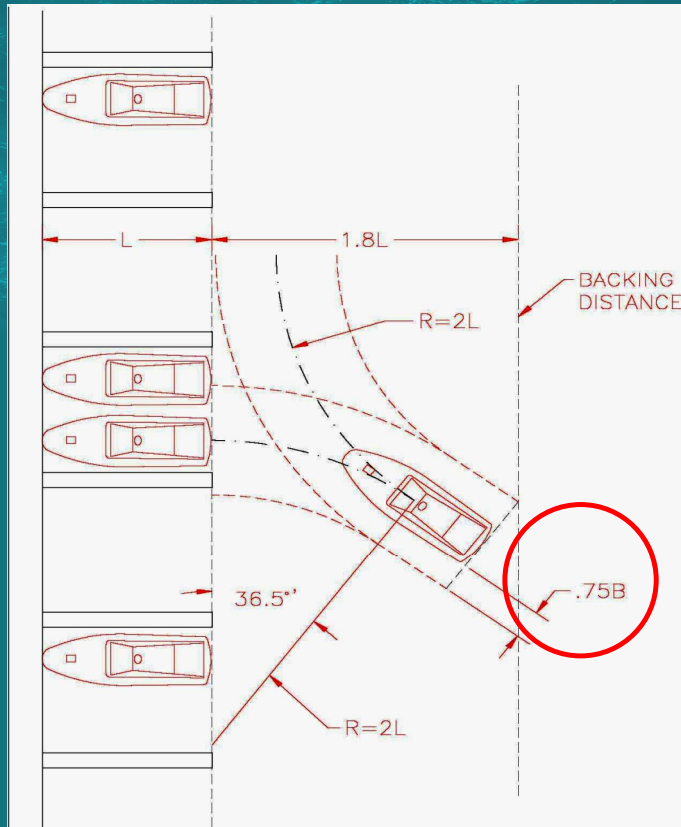 L
1.8L
BACKING
DISTANCE
R=2L
36.5°'
.75B
R=2L